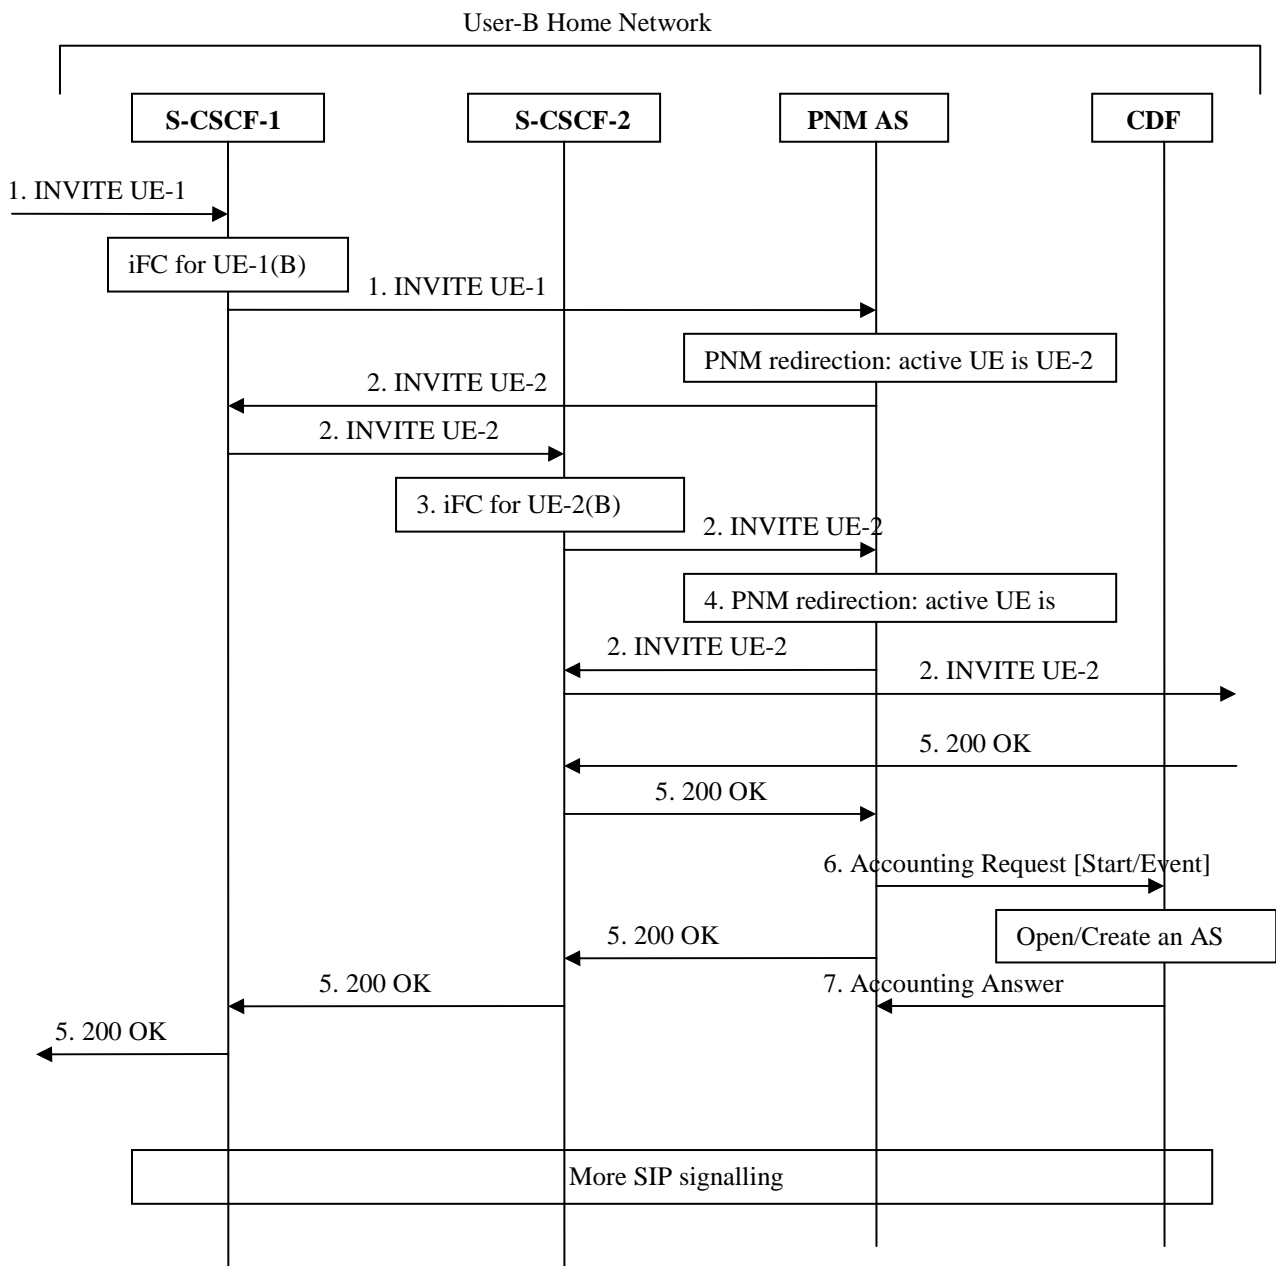 User-B Home Network
S-CSCF-1
S-CSCF-2
PNM AS
CDF
1. INVITE UE-1
iFC for UE-1(B)
1. INVITE UE-1
PNM redirection: active UE is UE-2
2. INVITE UE-2
2. INVITE UE-2
3. iFC for UE-2(B)
2. INVITE UE-2
4. PNM redirection: active UE is
2. INVITE UE-2
2. INVITE UE-2
5. 200 OK
5. 200 OK
6. Accounting Request [Start/Event]
5. 200 OK
Open/Create an AS
5. 200 OK
7. Accounting Answer
5. 200 OK
More SIP signalling